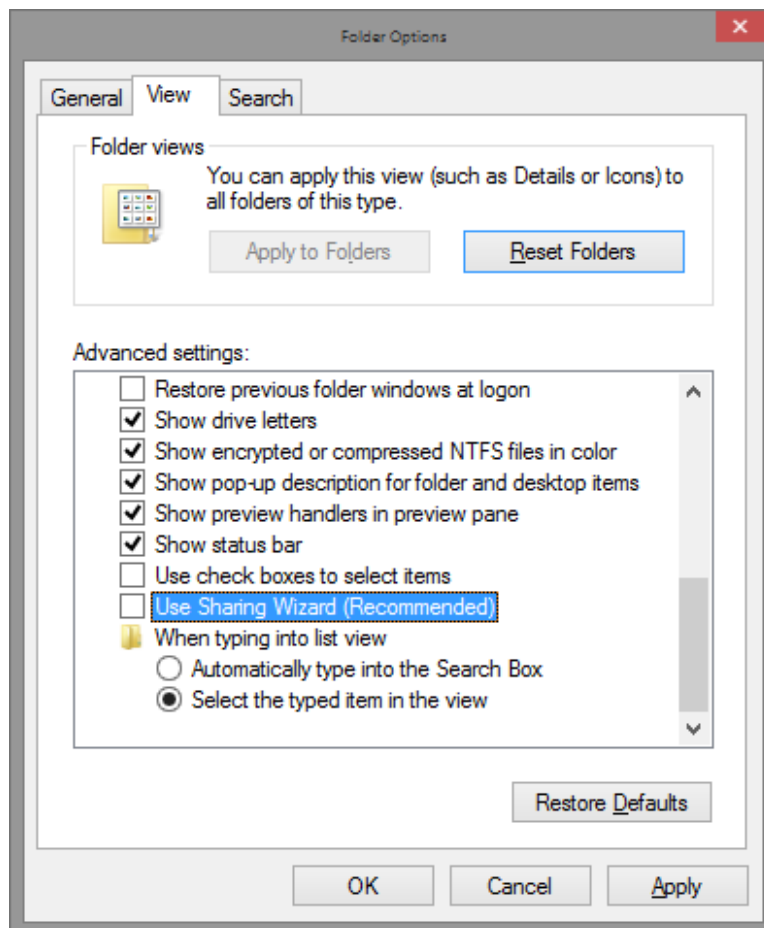 Folder Options
General View Search
Folder views
You can apply this view (such as Details or Icons) to
all folders of this type.
Apply to Folders Reset Folders
Advanced settings:
Restore previous folder windows at logon
Show drive letters
Show encrypted or compressed NTFS files in color
Show pop-up description for folder and desktop items
Show preview handlers in preview pane
Show status bar
Use check boxes to select items
Use Sharing Wizard (Recommended)
When typing into list view
Automatically type into the Search Box
Select the typed item in the view
Restore Defaults
OK Cancel Apply